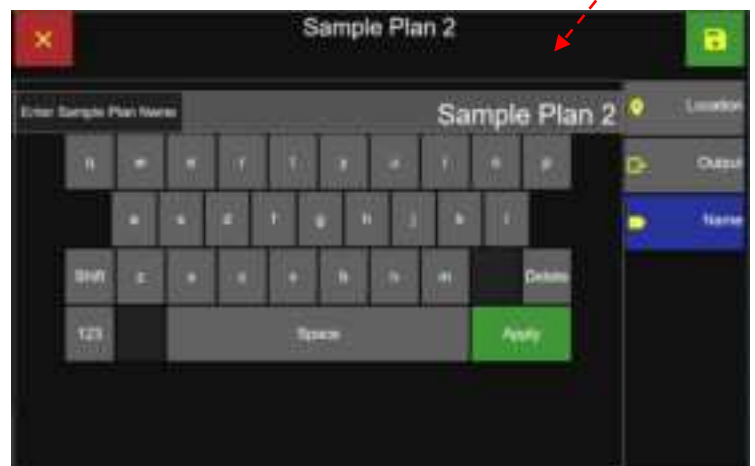 Sample Plan 2
Enter Sample Plan Name
Sample Plan 2
Location
Output
Name
q w e r t y u i o p
a s d f g h j k l
Shift z x c v b n m Delete
123 Space Apply